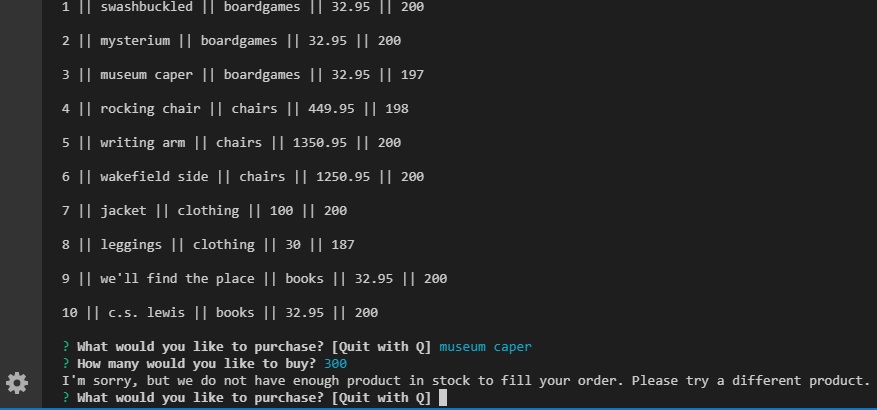 1 || swashbuckled || boardgames || 32.95 || 200
2 || mysterium || boardgames || 32.95 || 200
3 || museum caper || boardgames || 32.95 || 197
4 || rocking chair || chairs || 449.95 || 198
5 || writing arm || chairs || 1350.95 || 200
6 || wakefield side || chairs || 1250.95 || 200
7 || jacket || clothing || 100 || 200
8 || leggings || clothing || 30 || 187
9 || we'll find the place || books || 32.95 || 200
10 || c.s. lewis || books || 32.95 || 200
? What would you like to purchase? [Quit with Q] museum caper
? How many would you like to buy? 300
I'm sorry, but we do not have enough product in stock to fill your order. Please try a different product.
? What would you like to purchase? [Quit with Q]